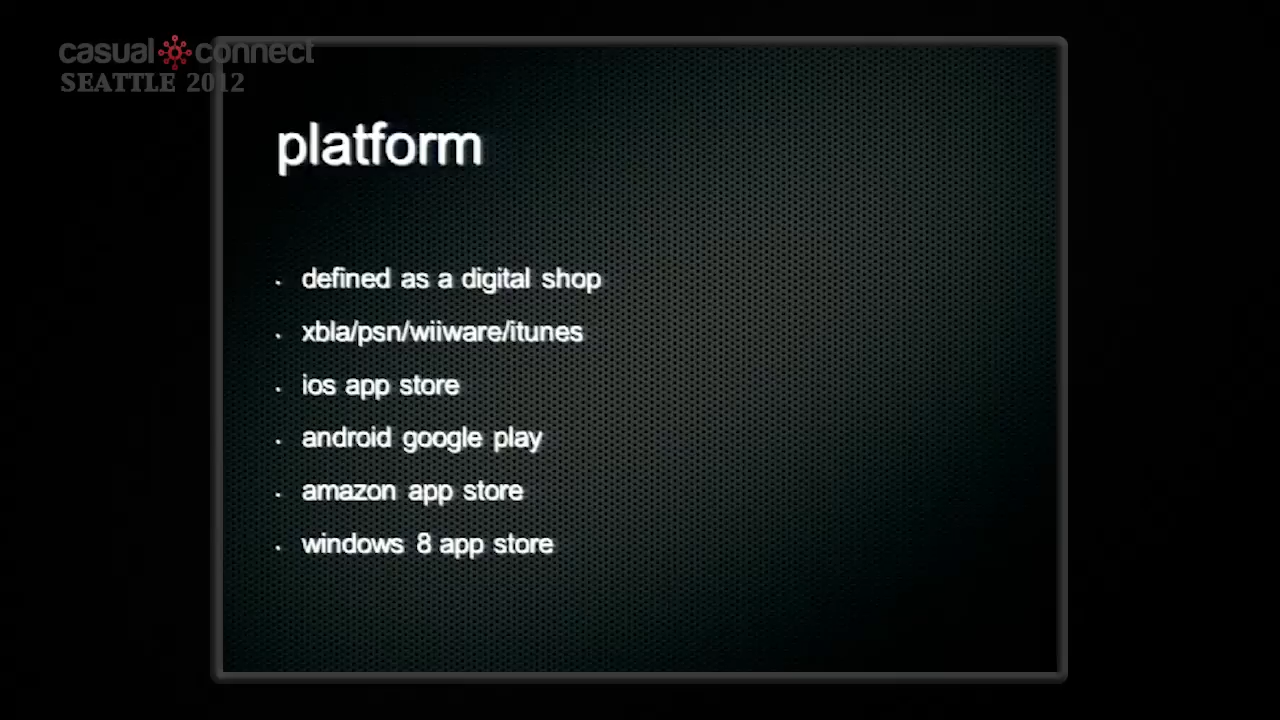 casual connect
SEATTLE 2012
platform
defined as a digital shop
xbla/psn/wiiware/itunes
ios app store
android google play
amazon app store
windows 8 app store